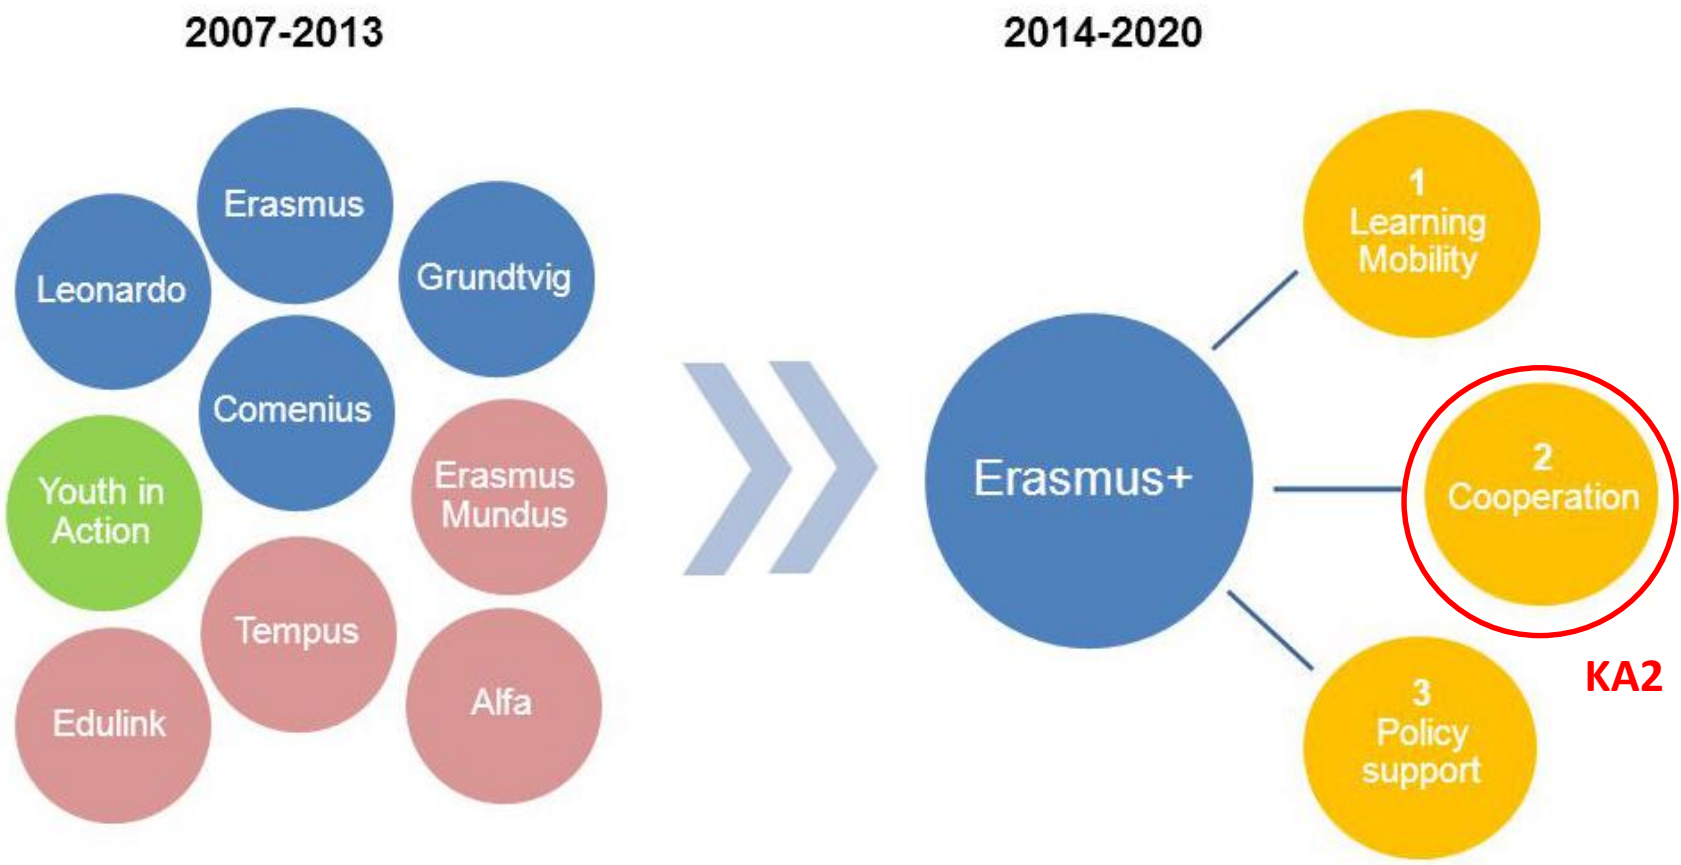 2007-2013
2014-2020
Erasmus
Leonardo
Grundtvig
Comenius
Youth in
Action
Erasmus
Mundus
Tempus
Edulink
Alfa
Erasmus+
1
Learning
Mobility
2
Cooperation
KA2
3
Policy
support